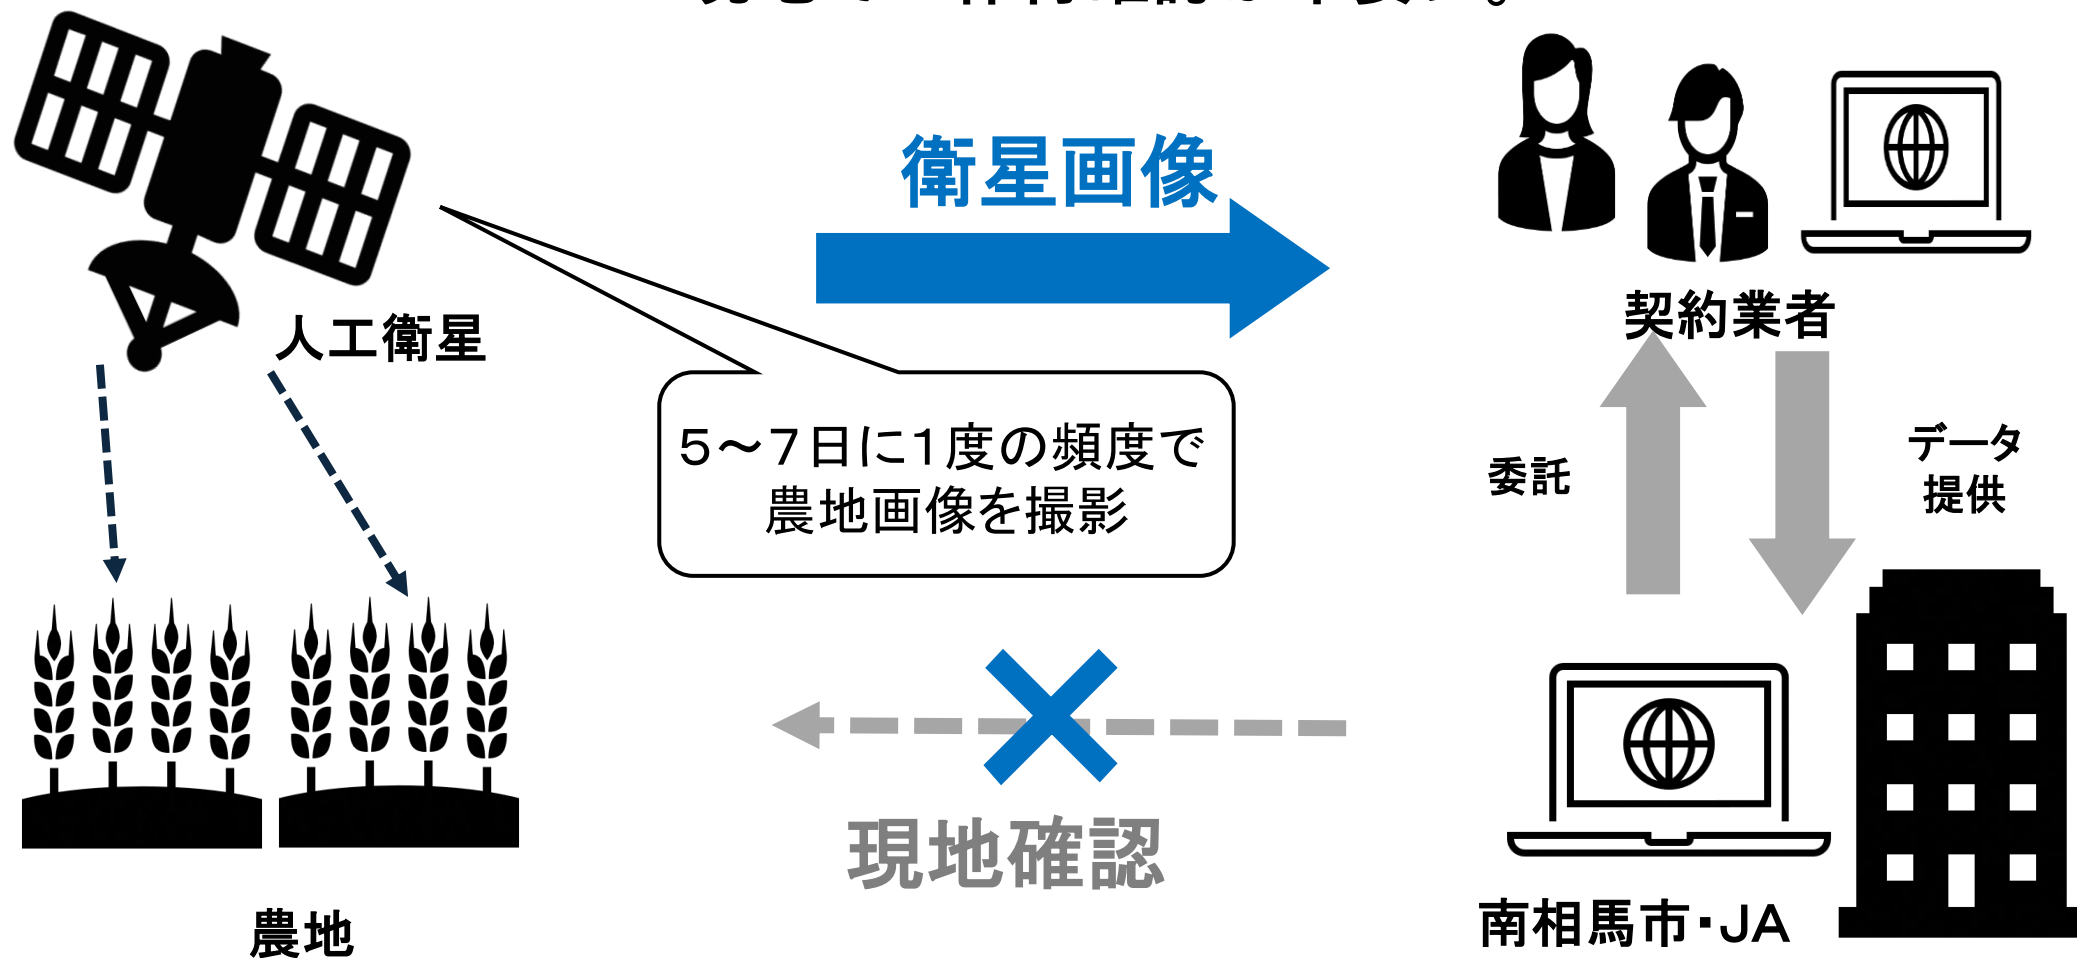 衛星画像
人工衛星
契約業者
5～7日に1度の頻度で
農地画像を撮影
委託
データ
提供
現地確認
農地
南相馬市・JA